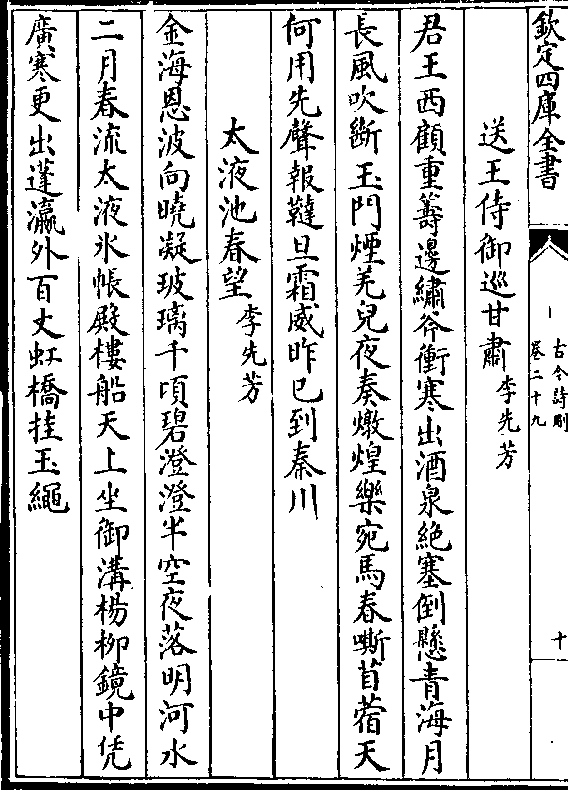 欽定四庫全書
古今詩刪
卷二十九
十
送王侍御巡甘肅 李先芳
君王西顧重籌邊繡斧衝寒出酒泉絶塞倒懸青海月
長風吹斷玉門煙羌兒夜奏燉煌樂宛馬春嘶苜蓿天
何用先聲報韃旦霜威昨已到秦川
太液池春望 李先芳
金海恩波向曉凝玻璃千頃碧澄澄半空夜落明河水
二月春流太液氷帳殿樓船天上坐御溝楊柳鏡中凭
廣寒更出蓬瀛外百丈虹橋挂玉繩